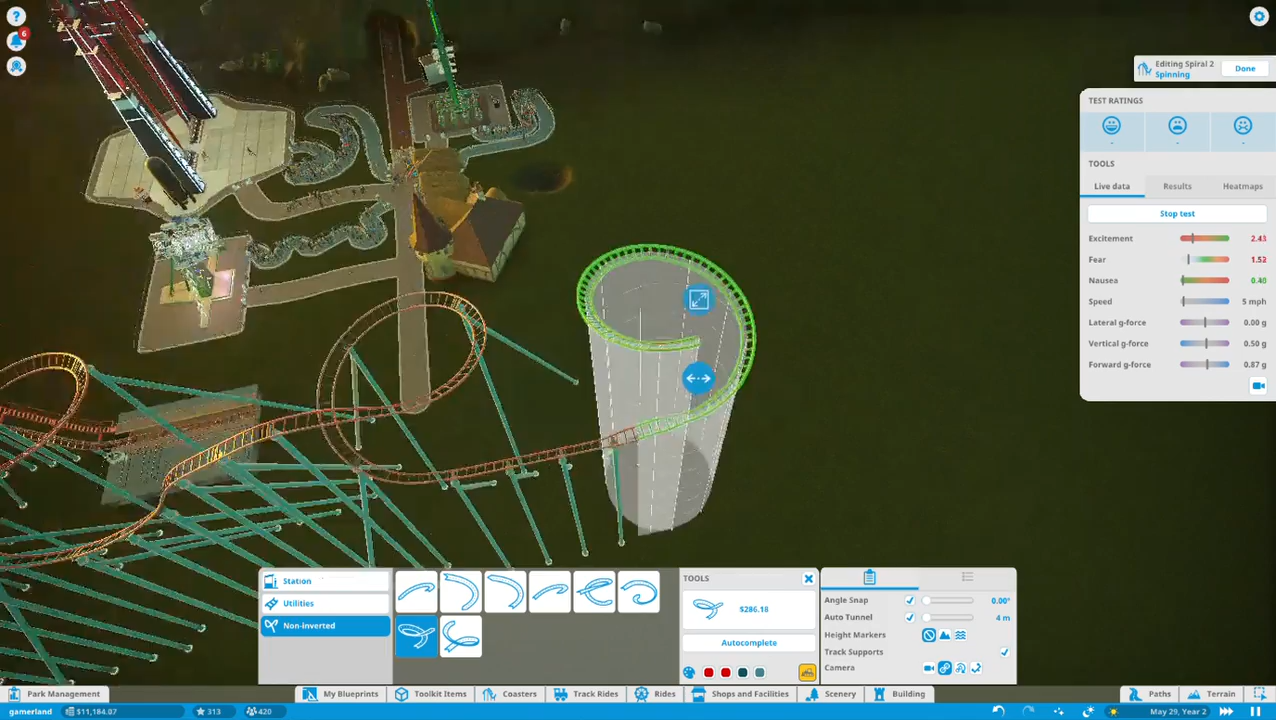 ?
6
Editing Spiral 2
Spinning
Done
TEST RATINGS
- - -
TOOLS
Live data Results Heatmaps
Stop test
Excitement 2.43
Fear 1.52
Nausea 0.40
Speed 5 mph
Lateral g-force 0.00 g
Vertical g-force 0.50 g
Forward g-force 0.87 g
Station
Utilities
Non-inverted
TOOLS
$286.18
Autocomplete
Angle Snap 0.00°
Auto Tunnel 4 m
Height Markers
Track Supports
Camera
Park Management My Blueprints Toolkit Items Coasters Track Rides Rides Shops and Facilities Scenery Building Paths Terrain
gamerland $11,184.07 313 420 May 29, Year 2